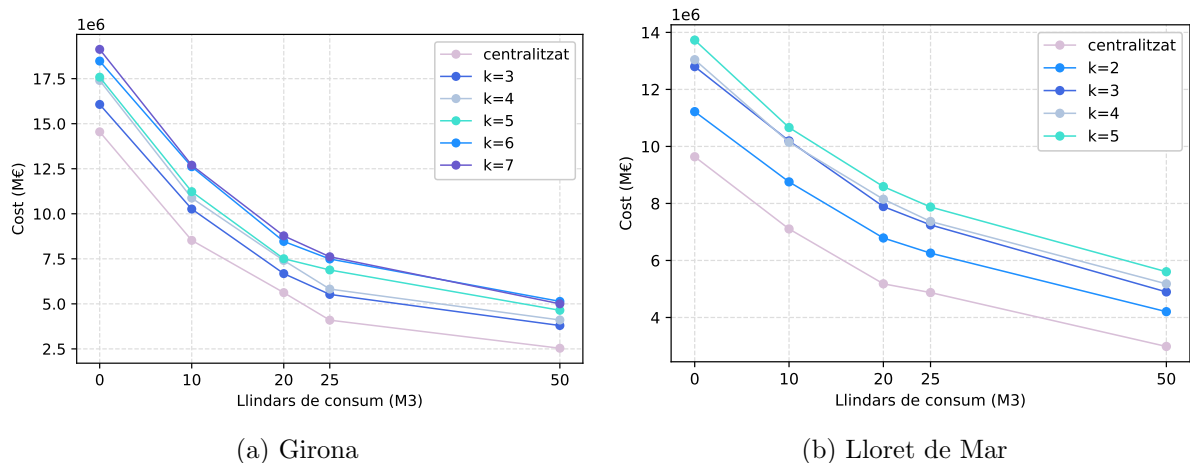 1e6
17.5
15.0
12.5
10.0
7.5
5.0
2.5
Cost (M€)
0
10
20
25
50
Llindars de consum (M3)
centralitzat
k=3
k=4
k=5
k=6
k=7
(a) Girona
1e6
14
12
10
8
6
4
Cost (M€)
0
10
20
25
50
Llindars de consum (M3)
centralitzat
k=2
k=3
k=4
k=5
(b) Lloret de Mar